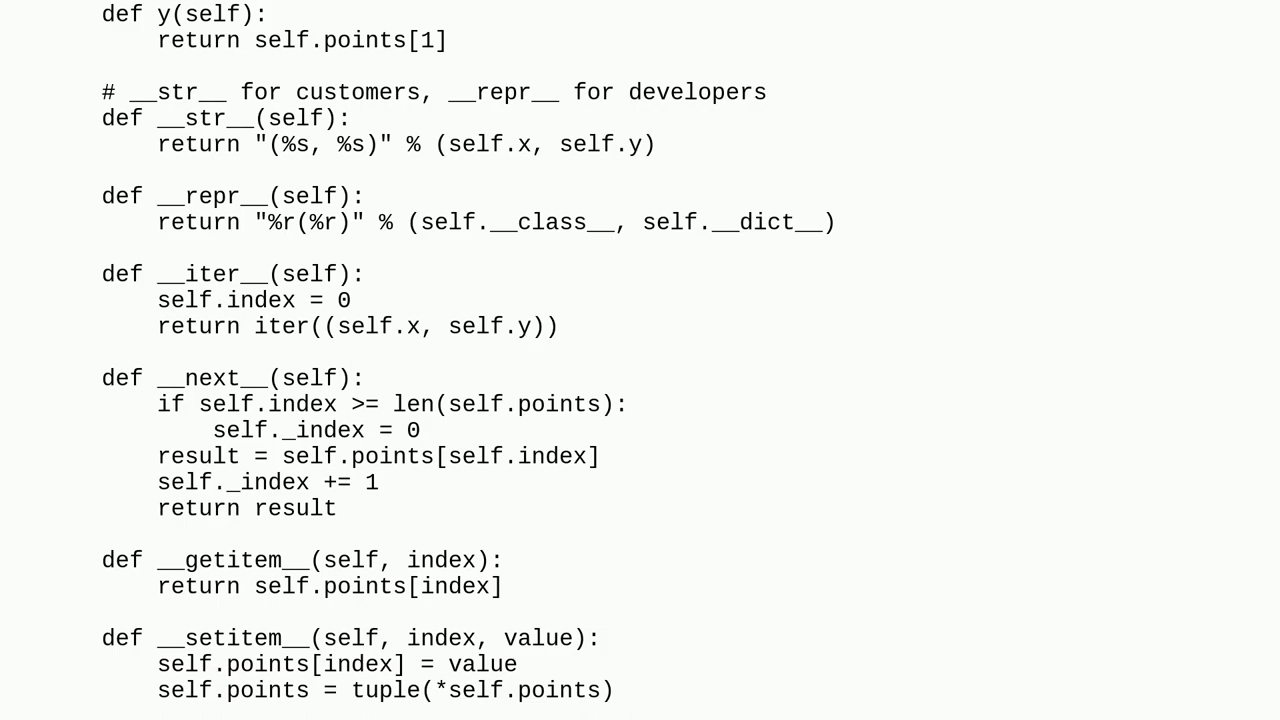 def y(self):
    return self.points[1]

# __str__ for customers, __repr__ for developers
def __str__(self):
    return "(%s, %s)" % (self.x, self.y)

def __repr__(self):
    return "%r(%r)" % (self.__class__, self.__dict__)

def __iter__(self):
    self.index = 0
    return iter((self.x, self.y))

def __next__(self):
    if self.index >= len(self.points):
        self._index = 0
    result = self.points[self.index]
    self._index += 1
    return result

def __getitem__(self, index):
    return self.points[index]

def __setitem__(self, index, value):
    self.points[index] = value
    self.points = tuple(*self.points)